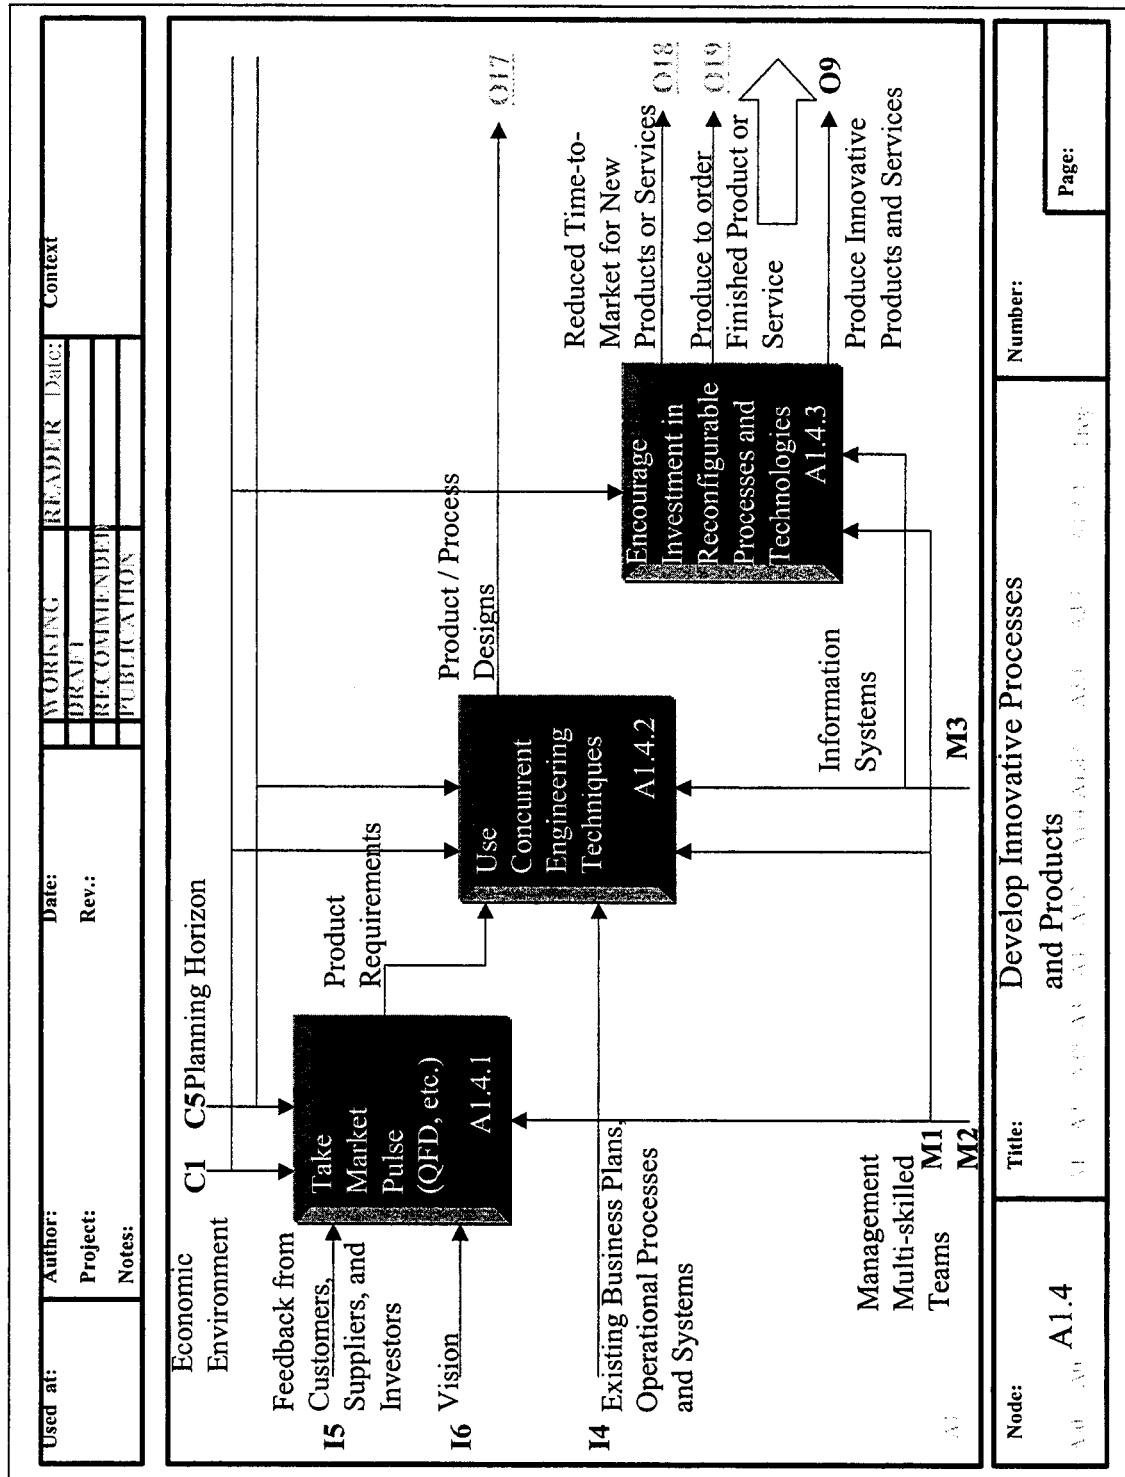 Used at:
Author:
Project:
Notes:
Date:
Rev.:
WORKING
DRAFT
RECOMMENDED
PUBLICATION
READER
Date:
Context
Economic
Environment
C1
C5 Planning Horizon
Feedback from
Customers,
Suppliers, and
Investors
I5
Vision
I6
I4
Existing Business Plans,
Operational Processes
and Systems
Take
Market
Pulse
(QFD, etc.)
A1.4.1
Product
Requirements
Use
Concurrent
Engineering
Techniques
A1.4.2
Product / Process
Designs
O17
Encourage
Investment in
Reconfigurable
Processes and
Technologies
A1.4.3
Reduced Time-to-
Market for New
Products or Services
O18
Produce to order
O19
Finished Product or
Service
O9
Produce Innovative
Products and Services
Management
Multi-skilled
Teams
M1
M2
Information
Systems
M3
Node:
A1.4
Title:
Develop Innovative Processes
and Products
Number:
Page: